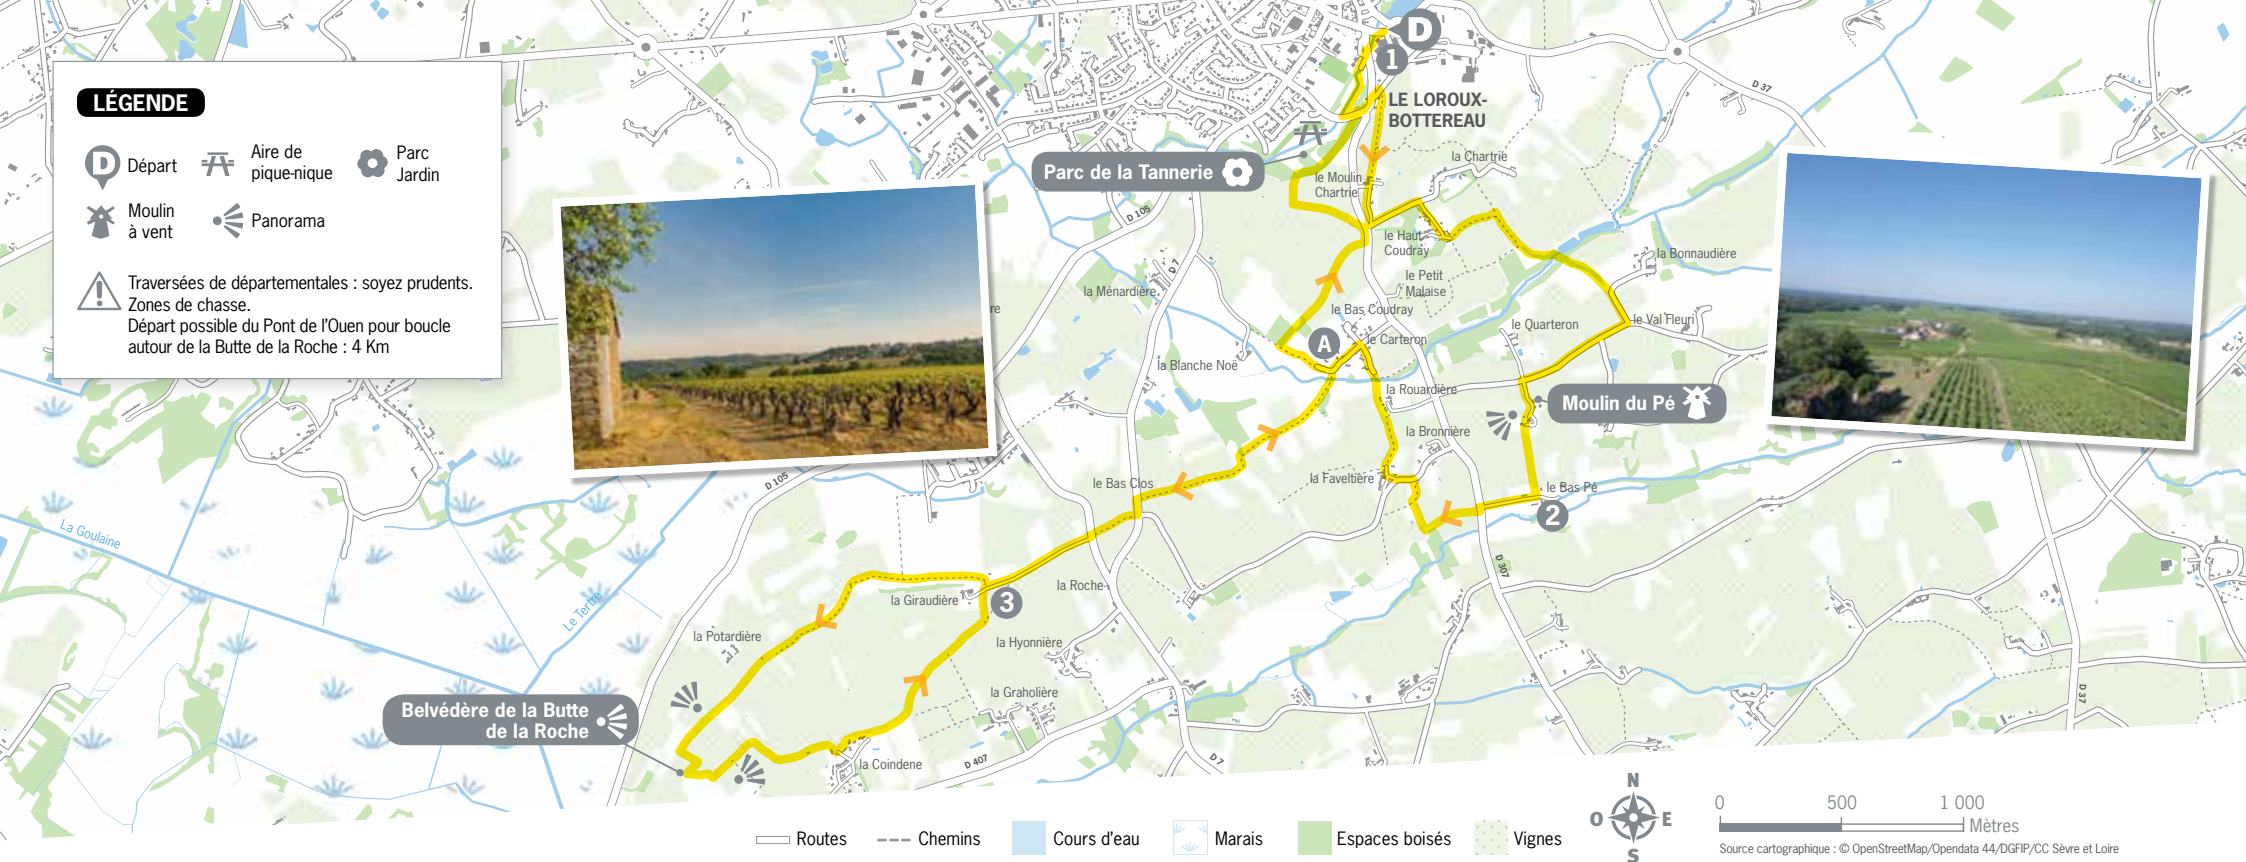 LÉGENDE
D Départ
Aire de
pique-nique
Parc
Jardin
Moulin
à vent
Panorama
Traversées de départementales : soyez prudents.
Zones de chasse.
Départ possible du Pont de l'Ouen pour boucle
autour de la Butte de la Roche : 4 Km
D
1
LE LOROUX-
BOTTEREAU
D 37
Parc de la Tannerie
la Chartrie
le Moulin
Chartrie
D 105
le Haut
Coudray
la Bonnaudière
D 7
la Ménardière
le Petit
Malaise
re
le Bas Coudray
le Quarteron
le Val Fleuri
A
le Carteron
la Blanche Noë
la Rouardière
Moulin du Pé
la Bronnière
D 105
le Bas Clos
la Faveltière
le Bas Pé
2
La Goulaine
D 307
la Roche
la Giraudière
3
Le Tertre
la Potardière
la Hyonnière
la Graholière
D 37
Belvédère de la Butte
de la Roche
la Coindene
D 407
D 7
N
O
E
S
0
500
1 000
Mètres
Routes
Chemins
Cours d'eau
Marais
Espaces boisés
Vignes
Source cartographique : © OpenStreetMap/Opendata 44/DGFIP/CC Sèvre et Loire